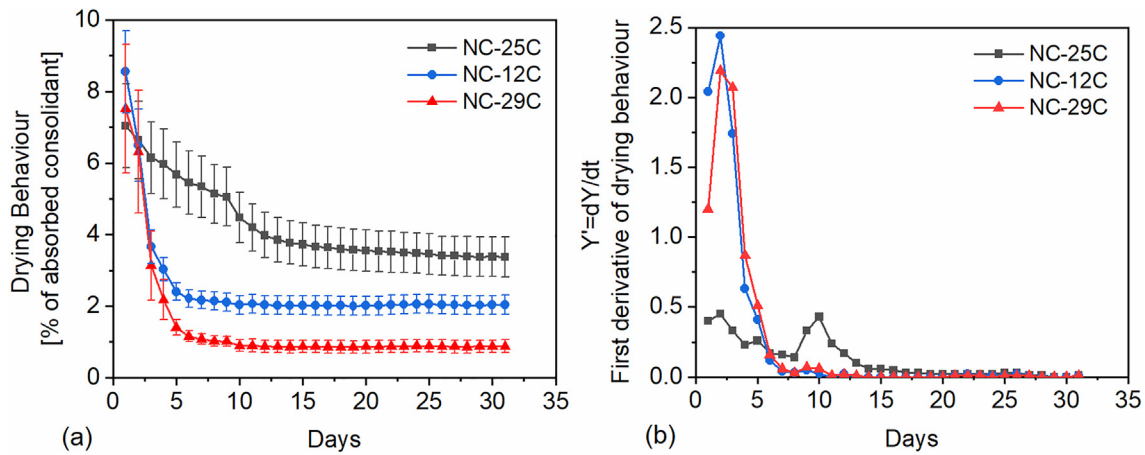 10
8
6
4
2
0
0 5 10 15 20 25 30 35
Drying Behaviour
[% of absorbed consolidant]
Days
NC-25C
NC-12C
NC-29C
(a)
2.5
2.0
1.5
1.0
0.5
0.0
0 5 10 15 20 25 30 35
Y'=dY/dt
First derivative of drying behaviour
Days
NC-25C
NC-12C
NC-29C
(b)